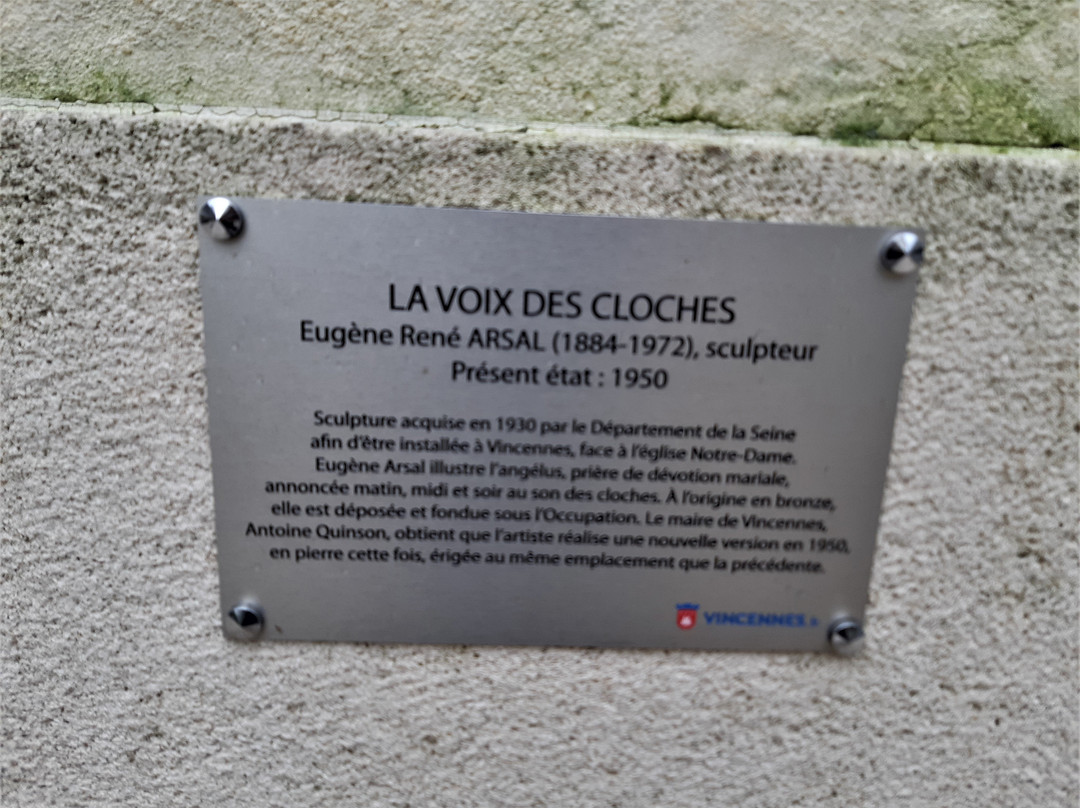 LA VOIX DES CLOCHES
Eugène René ARSAL (1884-1972), sculpteur
Présent état : 1950
Sculpture acquise en 1930 par le Département de la Seine
afin d'être installée à Vincennes, face à l'église Notre-Dame.
Eugène Arsal illustre l'angélus, prière de dévotion mariale,
annoncée matin, midi et soir au son des cloches. À l'origine en bronze,
elle est déposée et fondue sous l'Occupation. Le maire de Vincennes,
Antoine Quinson, obtient que l'artiste réalise une nouvelle version en 1950,
en pierre cette fois, érigée au même emplacement que la précédente.
VINCENNES